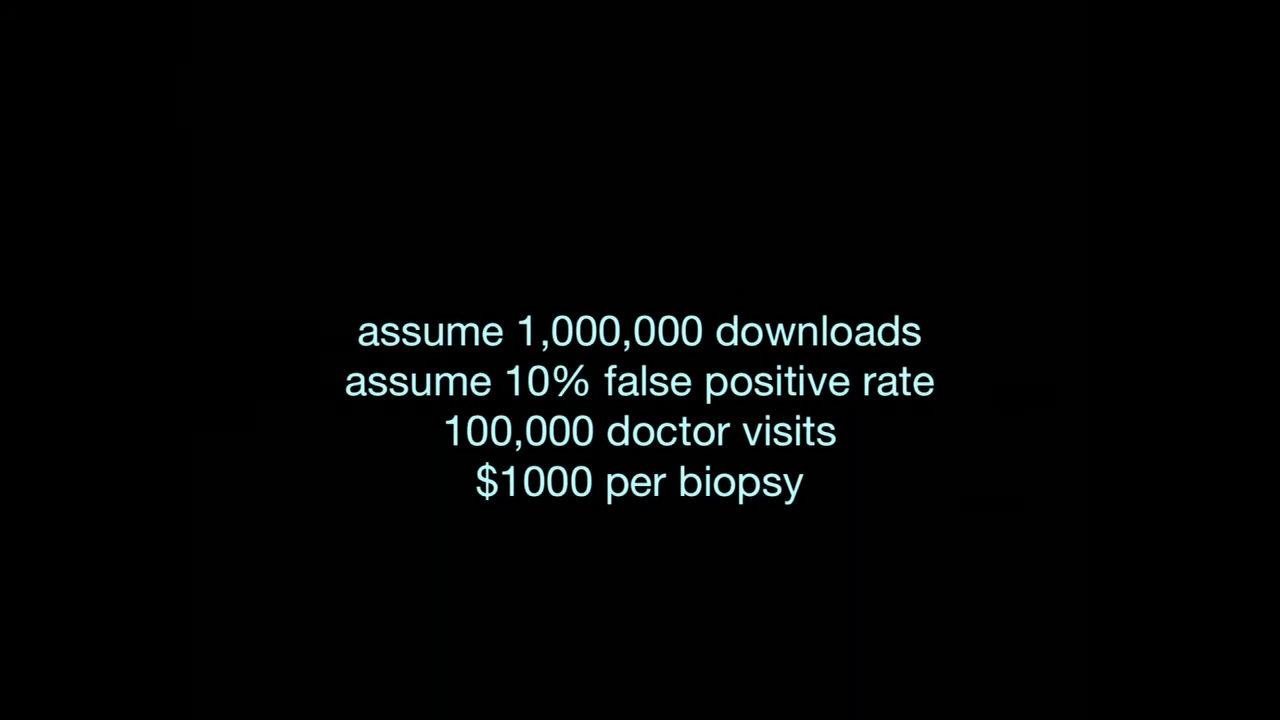 assume 1,000,000 downloads
assume 10% false positive rate
100,000 doctor visits
$1000 per biopsy